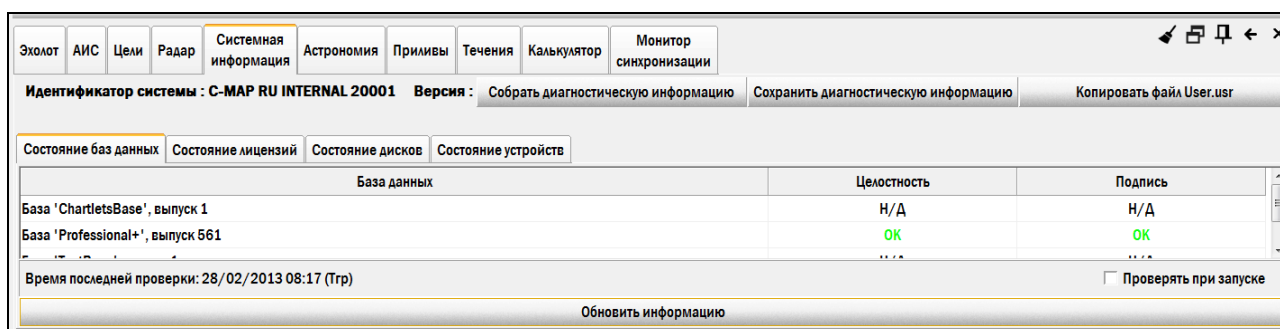 Эхолот АИС Цели Радар Системная информация Астрономия Приливы Течения Калькулятор Монитор синхронизации
Идентификатор системы : C-MAP RU INTERNAL 20001 Версия : Собрать диагностическую информацию Сохранить диагностическую информацию Копировать файл User.usr
Состояние баз данных Состояние лицензий Состояние дисков Состояние устройств
База данных Целостность Подпись
База 'ChartletsBase', выпуск 1 Н/Д Н/Д
База 'Professional+', выпуск 561 OK OK
Время последней проверки: 28/02/2013 08:17 (Тгр) Проверять при запуске
Обновить информацию